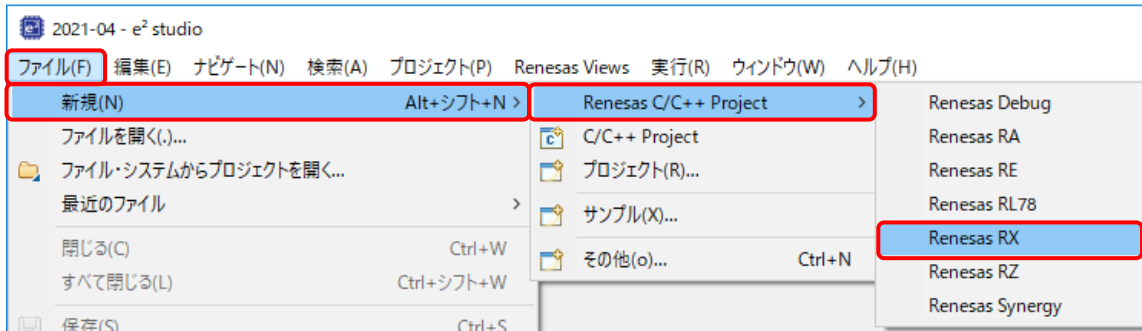 2021-04 - e² studio
ファイル(F) 編集(E) ナビゲート(N) 検索(A) プロジェクト(P) Renesas Views 実行(R) ウィンドウ(W) ヘルプ(H)
新規(N) Alt+シフト+N >
ファイルを開く(.)...
ファイル・システムからプロジェクトを開く...
最近のファイル >
閉じる(C) Ctrl+W
すべて閉じる(L) Ctrl+シフト+W
保存(S) Ctrl+S
Renesas C/C++ Project >
C/C++ Project
プロジェクト(R)...
サンプル(X)...
その他(o)... Ctrl+N
Renesas Debug
Renesas RA
Renesas RE
Renesas RL78
Renesas RX
Renesas RZ
Renesas Synergy